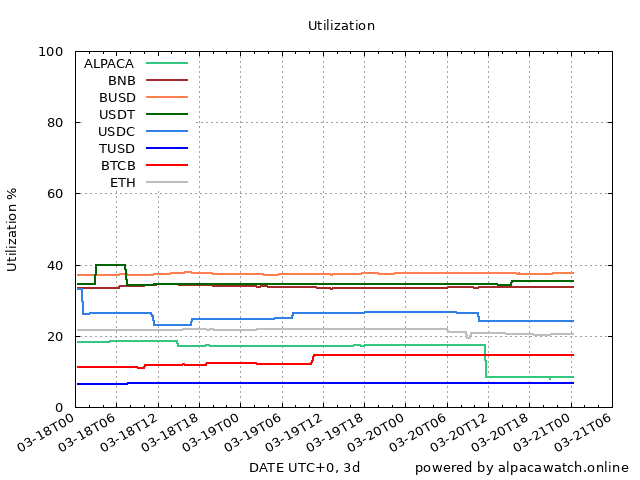 Utilization
100
80
60
40
20
0
Utilization %
ALPACA
BNB
BUSD
USDT
USDC
TUSD
BTCB
ETH
03-18T00
03-18T06
03-18T12
03-18T18
03-19T00
03-19T06
03-19T12
03-19T18
03-20T00
03-20T06
03-20T12
03-20T18
03-21T00
03-21T06
DATE UTC+0, 3d
powered by alpacawatch.online